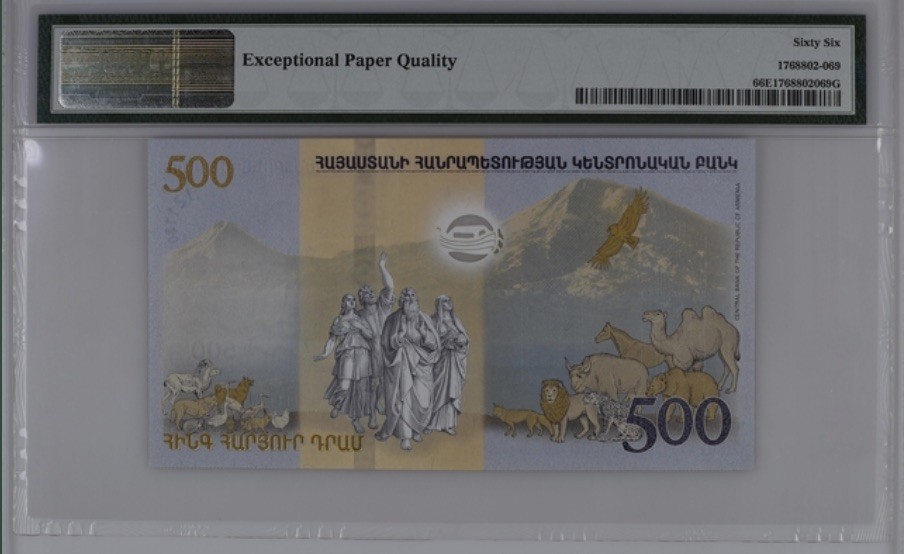 Exceptional Paper Quality
Sixty Six
1768802-069
66E1768802069G
500
ՀԱՅԱՍՏԱՆԻ ՀԱՆՐԱՊԵՏՈՒԹՅԱՆ ԿԵՆՏՐՈՆԱԿԱՆ ԲԱՆԿ
CENTRAL BANK OF THE REPUBLIC OF ARMENIA
ՀԻՆԳ ՀԱՐՅՈՒՐ ԴՐԱՄ
500